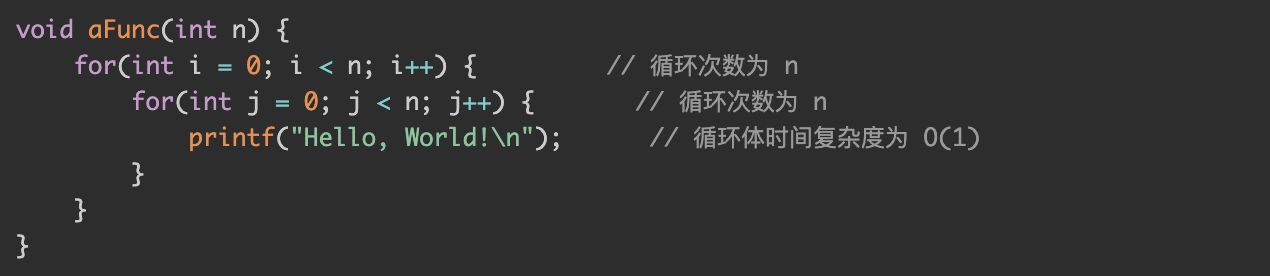 void aFunc(int n) {
    for(int i = 0; i < n; i++) {         // 循环次数为 n
        for(int j = 0; j < n; j++) {       // 循环次数为 n
            printf("Hello, World!\n");      // 循环体时间复杂度为 O(1)
        }
    }
}